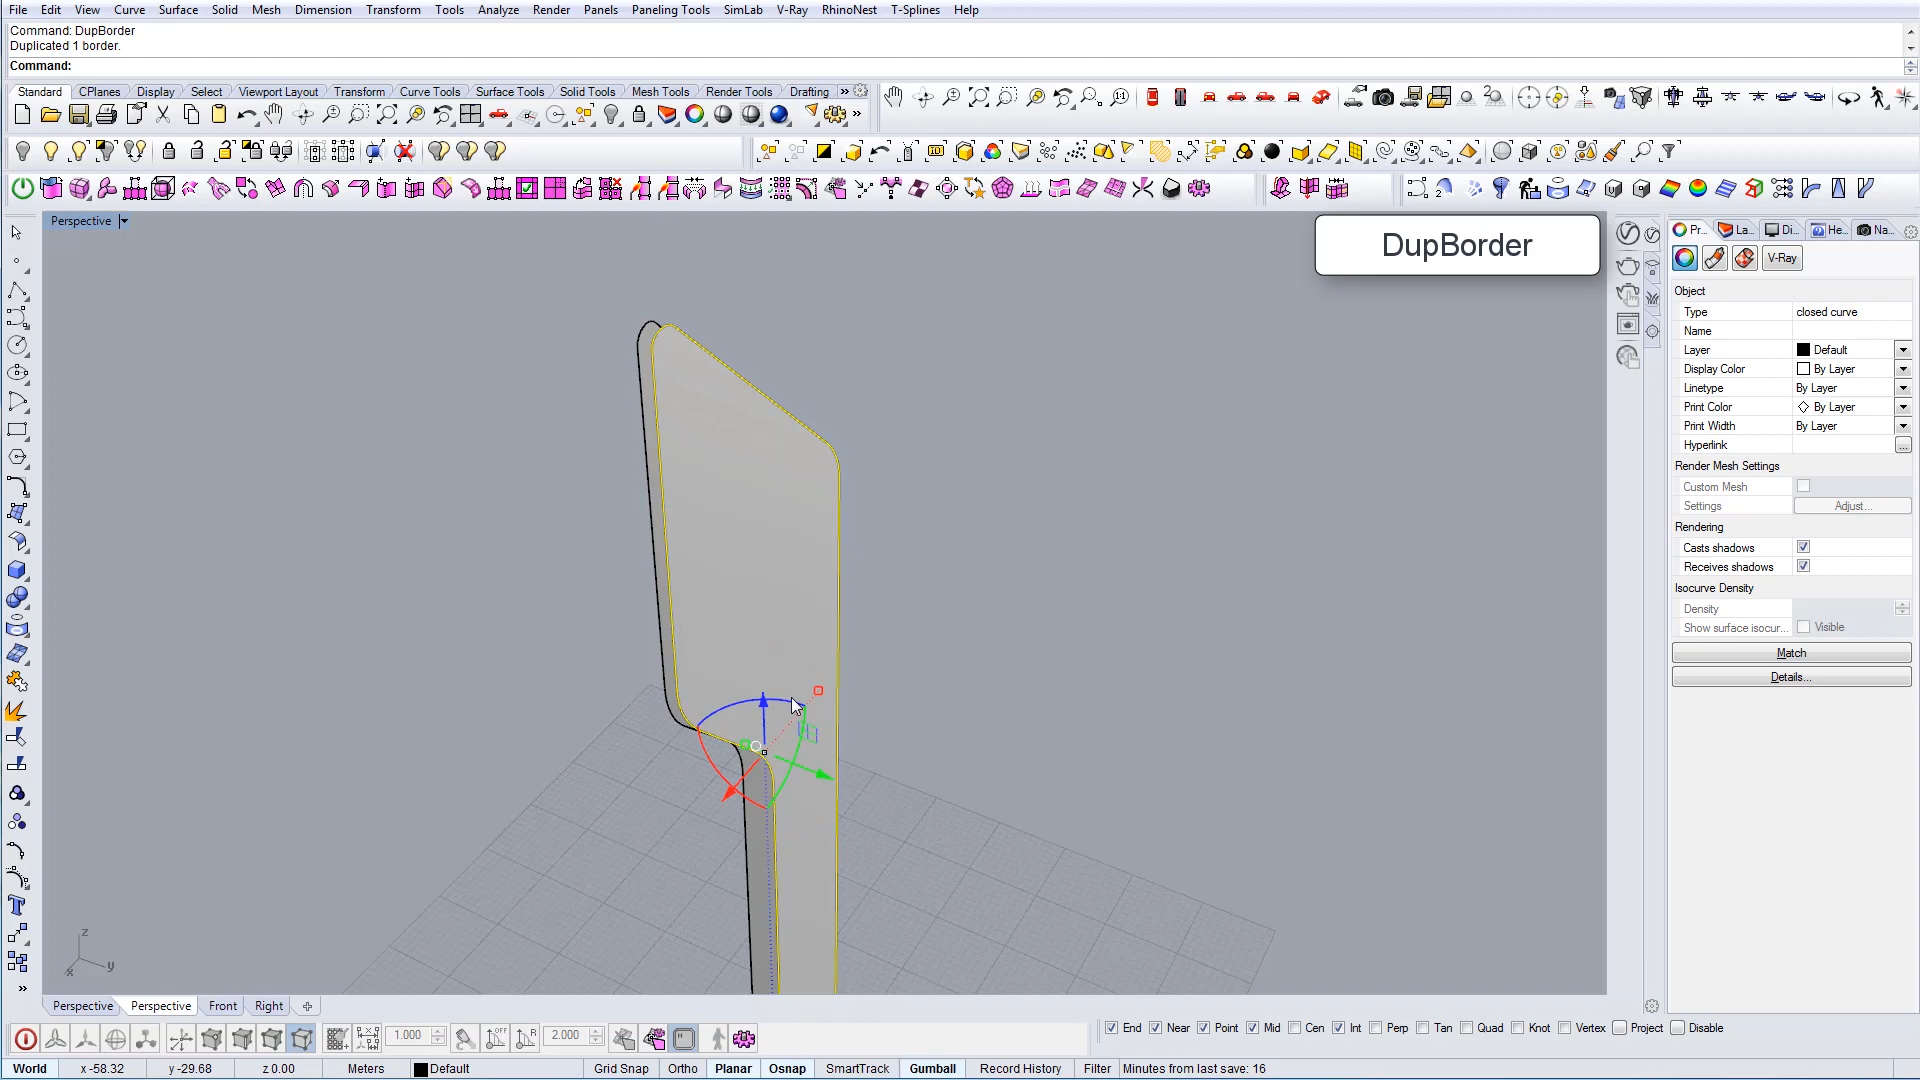 File Edit View Curve Surface Solid Mesh Dimension Transform Tools Analyze Render Panels Paneling Tools SimLab V-Ray RhinoNest T-Splines Help
Command: DupBorder
Duplicated 1 border.
Command:
Standard CPlanes Display Select Viewport Layout Transform Curve Tools Surface Tools Solid Tools Mesh Tools Render Tools Drafting »
Perspective
DupBorder
Pr... La... Di... He... Na...
V-Ray
Object
Type closed curve
Name
Layer Default
Display Color By Layer
Linetype By Layer
Print Color By Layer
Print Width By Layer
Hyperlink ...
Render Mesh Settings
Custom Mesh
Settings Adjust...
Rendering
Casts shadows
Receives shadows
Isocurve Density
Density
Show surface isocur... Visible
Match
Details...
z
x y
Perspective Perspective Front Right
1.000 2.000
End Near Point Mid Cen Int Perp Tan Quad Knot Vertex Project Disable
World x -58.32 y -29.68 z 0.00 Meters Default Grid Snap Ortho Planar Osnap SmartTrack Gumball Record History Filter Minutes from last save: 16